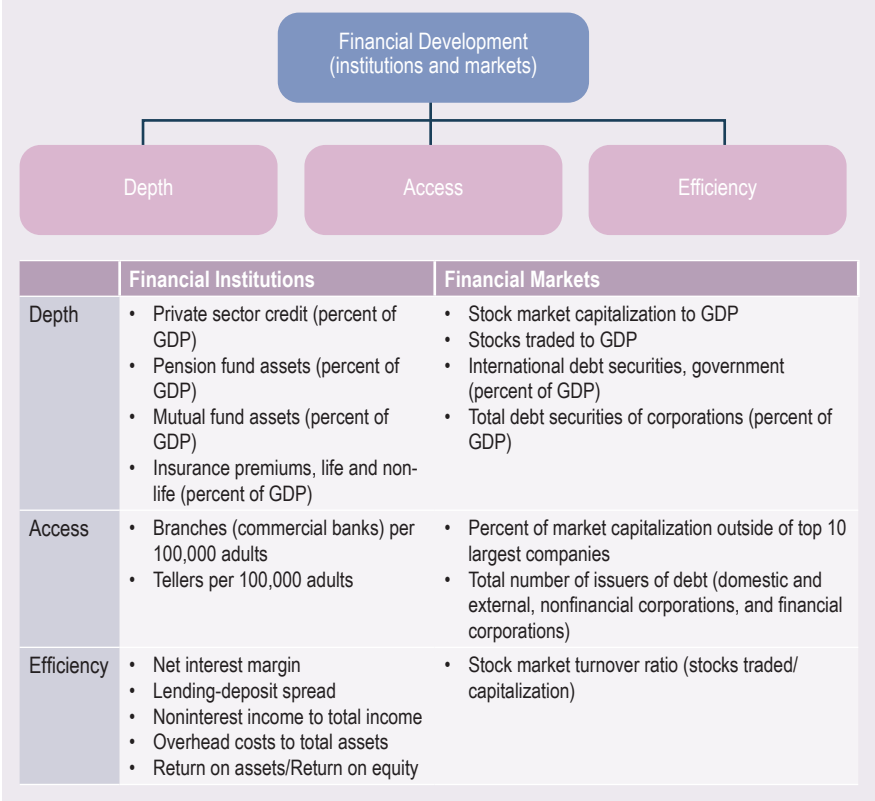 Financial Development
(institutions and markets)
Depth
Access
Efficiency
Financial Institutions
Financial Markets
Depth
• Private sector credit (percent of
GDP)
• Pension fund assets (percent of
GDP)
• Mutual fund assets (percent of
GDP)
• Insurance premiums, life and non-
life (percent of GDP)
• Stock market capitalization to GDP
• Stocks traded to GDP
• International debt securities, government
(percent of GDP)
• Total debt securities of corporations (percent of
GDP)
Access
• Branches (commercial banks) per
100,000 adults
• Tellers per 100,000 adults
• Percent of market capitalization outside of top 10
largest companies
• Total number of issuers of debt (domestic and
external, nonfinancial corporations, and financial
corporations)
Efficiency
• Net interest margin
• Lending-deposit spread
• Noninterest income to total income
• Overhead costs to total assets
• Return on assets/Return on equity
• Stock market turnover ratio (stocks traded/
capitalization)